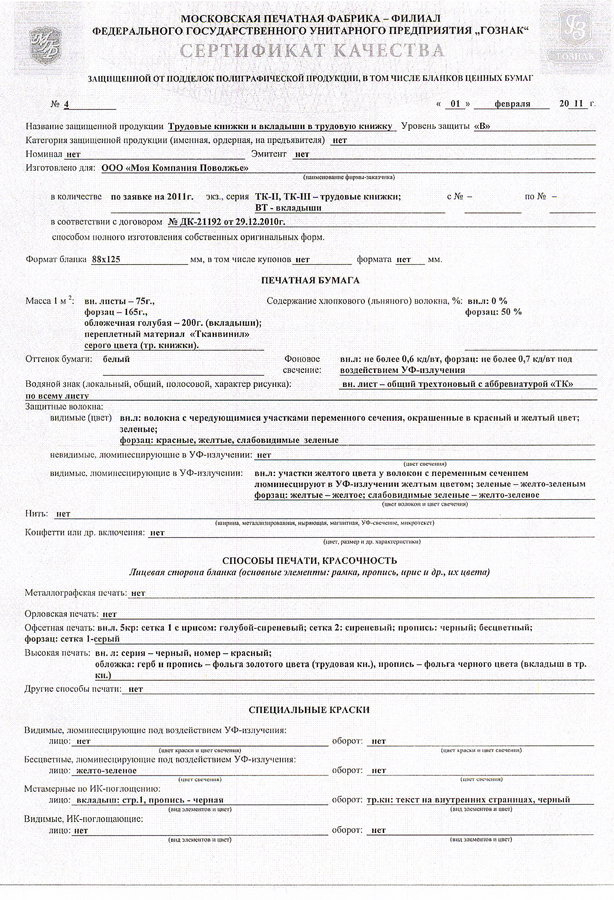 МОСКОВСКАЯ ПЕЧАТНАЯ ФАБРИКА – ФИЛИАЛ
ФЕДЕРАЛЬНОГО ГОСУДАРСТВЕННОГО УНИТАРНОГО ПРЕДПРИЯТИЯ „ГОЗНАК“
СЕРТИФИКАТ КАЧЕСТВА
ГОЗНАК
ЗАЩИЩЕННОЙ ОТ ПОДДЕЛОК ПОЛИГРАФИЧЕСКОЙ ПРОДУКЦИИ, В ТОМ ЧИСЛЕ БЛАНКОВ ЦЕННЫХ БУМАГ
№ 4 « 01 » февраля 20 11 г.
Название защищенной продукции Трудовые книжки и вкладыши в трудовую книжку Уровень защиты «В»
Категория защищенной продукции (именная, ордерная, на предъявителя) нет
Номинал нет Эмитент нет
Изготовлено для: ООО «Моя Компания Поволжье»
(наименование фирмы-заказчика)
в количестве по заявке на 2011г. экз., серия ТК-II, ТК-III – трудовые книжки; с № – по № –
ВТ - вкладыши
в соответствии с договором № ДК-21192 от 29.12.2010г.
способом полного изготовления собственных оригинальных форм.
Формат бланка 88х125 мм, в том числе купонов нет формата нет мм.
ПЕЧАТНАЯ БУМАГА
Масса 1 м 2: вн. листы – 75г., Содержание хлопкового (льняного) волокна, %: вн.л: 0 %
форзац – 165г., форзац: 50 %
обложечная голубая – 200г. (вкладыши);
переплетный материал «Тканвинил»
серого цвета (тр. книжки).
Оттенок бумаги: белый Фоновое свечение: вн.л: не более 0,6 кд/вт, форзац: не более 0,7 кд/вт под
воздействием УФ-излучения
Водяной знак (локальный, общий, полосовой, характер рисунка): вн. лист – общий трехтоновый с аббревиатурой «ТК»
по всему листу
Защитные волокна:
видимые (цвет) вн.л: волокна с чередующимися участками переменного сечения, окрашенные в красный и желтый цвет;
зеленые;
форзац: красные, желтые, слабовидимые зеленые
невидимые, люминесцирующие в УФ-излучении: нет
(цвет свечения)
видимые, люминесцирующие в УФ-излучении: вн.л: участки желтого цвета у волокон с переменным сечением
люминесцируют в УФ-излучении желтым цветом; зеленые – желто-зеленым
форзац: желтые – желтое; слабовидимые зеленые – желто-зеленое
(цвет волокон и цвет свечения)
Нить: нет
(ширина, металлизированная, ныряющая, магнитная, УФ-свечение, микротекст)
Конфетти или др. включения: нет
(цвет, размер и др. характеристики)
СПОСОБЫ ПЕЧАТИ, КРАСОЧНОСТЬ
Лицевая сторона бланка (основные элементы: рамка, пропись, ирис и др., их цвета)
Металлографская печать: нет
Орловская печать: нет
Офсетная печать: вн.л. 5кр: сетка 1 с ирисом: голубой-сиреневый; сетка 2: сиреневый; пропись: черный; бесцветный;
форзац: сетка 1-серый
Высокая печать: вн. л: серия – черный, номер – красный;
обложка: герб и пропись – фольга золотого цвета (трудовая кн.), пропись – фольга черного цвета (вкладыш в тр.
кн.)
Другие способы печати: нет
СПЕЦИАЛЬНЫЕ КРАСКИ
Видимые, люминесцирующие под воздействием УФ-излучения:
лицо: нет оборот: нет
(цвет краски и цвет свечения) (цвет краски и цвет свечения)
Бесцветные, люминесцирующие под воздействием УФ-излучения:
лицо: желто-зеленое оборот: нет
(цвет свечения) (цвет свечения)
Метамерные по ИК-поглощению:
лицо: вкладыш: стр.1, пропись - черная оборот: тр.кн: текст на внутренних страницах, черный
(вид элементов и цвет) (вид элементов и цвет)
Видимые, ИК-поглощающие:
лицо: нет оборот: нет
(вид элементов и цвет) (вид элементов и цвет)